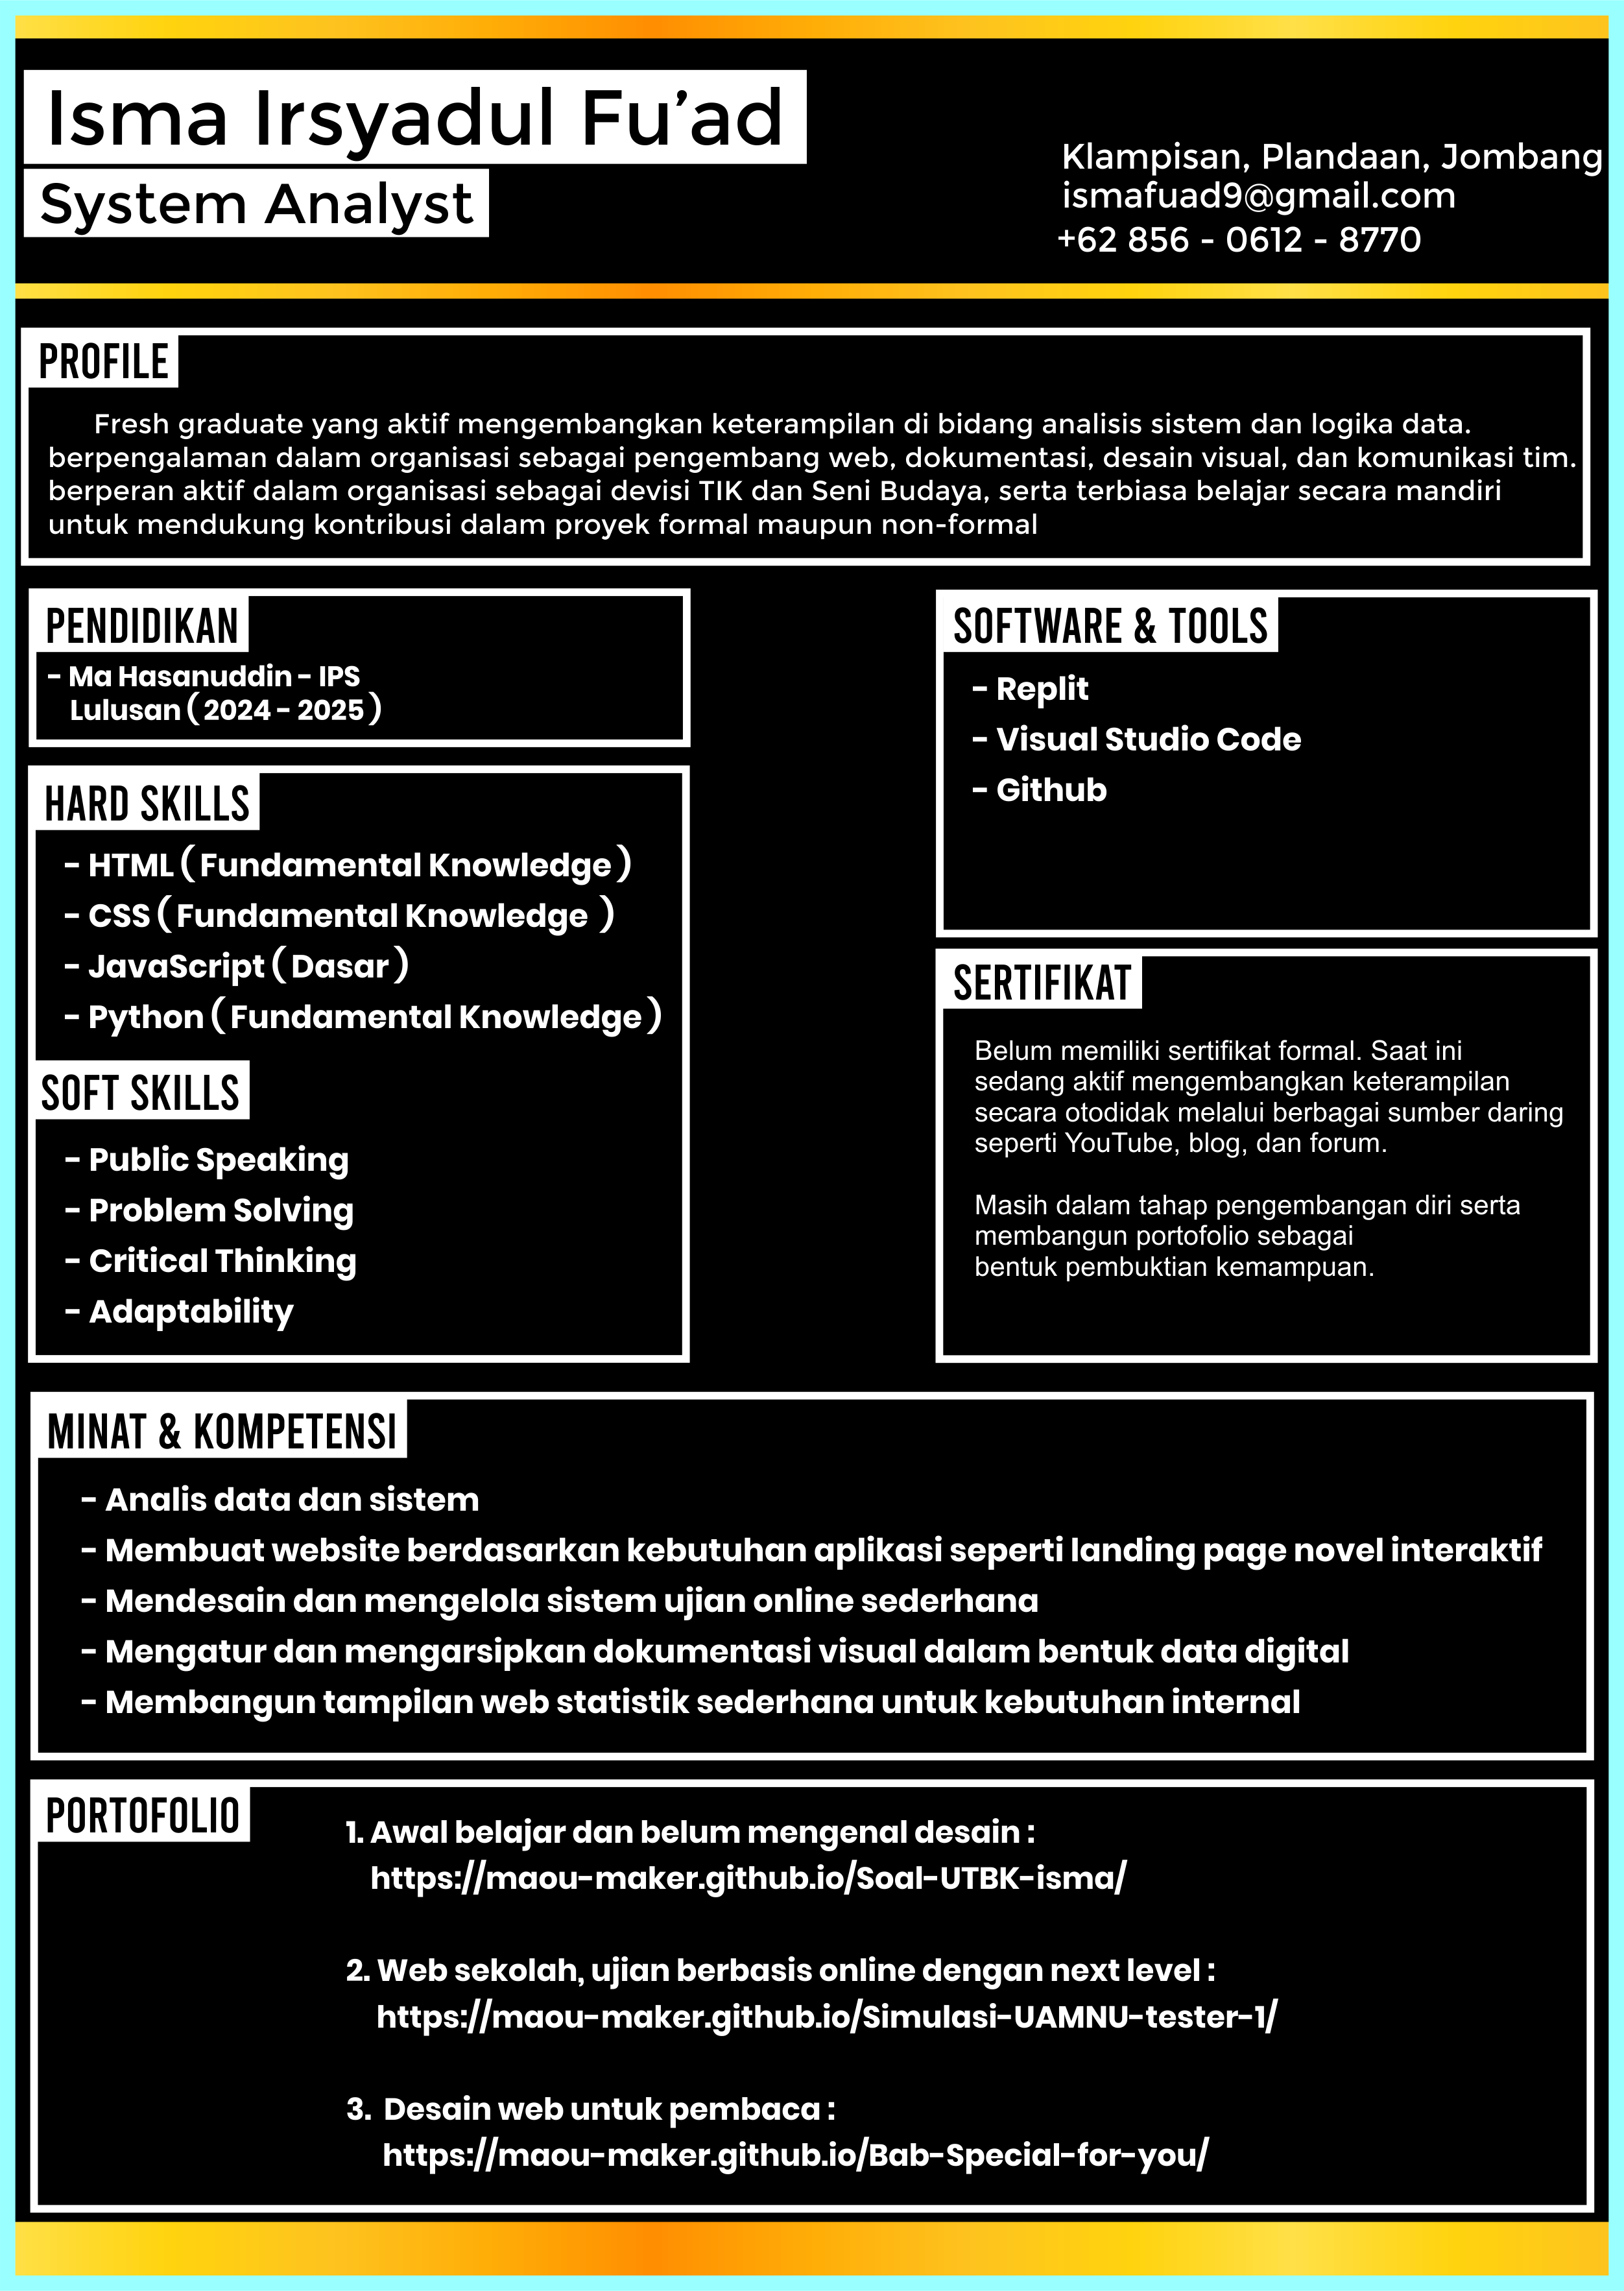 Isma Irsyadul Fu’ad
System Analyst
Klampisan, Plandaan, Jombang
ismafuad9@gmail.com
+62 856 - 0612 - 8770
PROFILE
Fresh graduate yang aktif mengembangkan keterampilan di bidang analisis sistem dan logika data.
berpengalaman dalam organisasi sebagai pengembang web, dokumentasi, desain visual, dan komunikasi tim.
berperan aktif dalam organisasi sebagai devisi TIK dan Seni Budaya, serta terbiasa belajar secara mandiri
untuk mendukung kontribusi dalam proyek formal maupun non-formal
PENDIDIKAN
- Ma Hasanuddin - IPS
Lulusan ( 2024 - 2025 )
HARD SKILLS
- HTML ( Fundamental Knowledge )
- CSS ( Fundamental Knowledge )
- JavaScript ( Dasar )
- Python ( Fundamental Knowledge )
SOFT SKILLS
- Public Speaking
- Problem Solving
- Critical Thinking
- Adaptability
SOFTWARE & TOOLS
- Replit
- Visual Studio Code
- Github
SERTIFIKAT
Belum memiliki sertifikat formal. Saat ini
sedang aktif mengembangkan keterampilan
secara otodidak melalui berbagai sumber daring
seperti YouTube, blog, dan forum.
Masih dalam tahap pengembangan diri serta
membangun portofolio sebagai
bentuk pembuktian kemampuan.
MINAT & KOMPETENSI
- Analis data dan sistem
- Membuat website berdasarkan kebutuhan aplikasi seperti landing page novel interaktif
- Mendesain dan mengelola sistem ujian online sederhana
- Mengatur dan mengarsipkan dokumentasi visual dalam bentuk data digital
- Membangun tampilan web statistik sederhana untuk kebutuhan internal
PORTOFOLIO
1. Awal belajar dan belum mengenal desain :
https://maou-maker.github.io/Soal-UTBK-isma/
2. Web sekolah, ujian berbasis online dengan next level :
https://maou-maker.github.io/Simulasi-UAMNU-tester-1/
3. Desain web untuk pembaca :
https://maou-maker.github.io/Bab-Special-for-you/